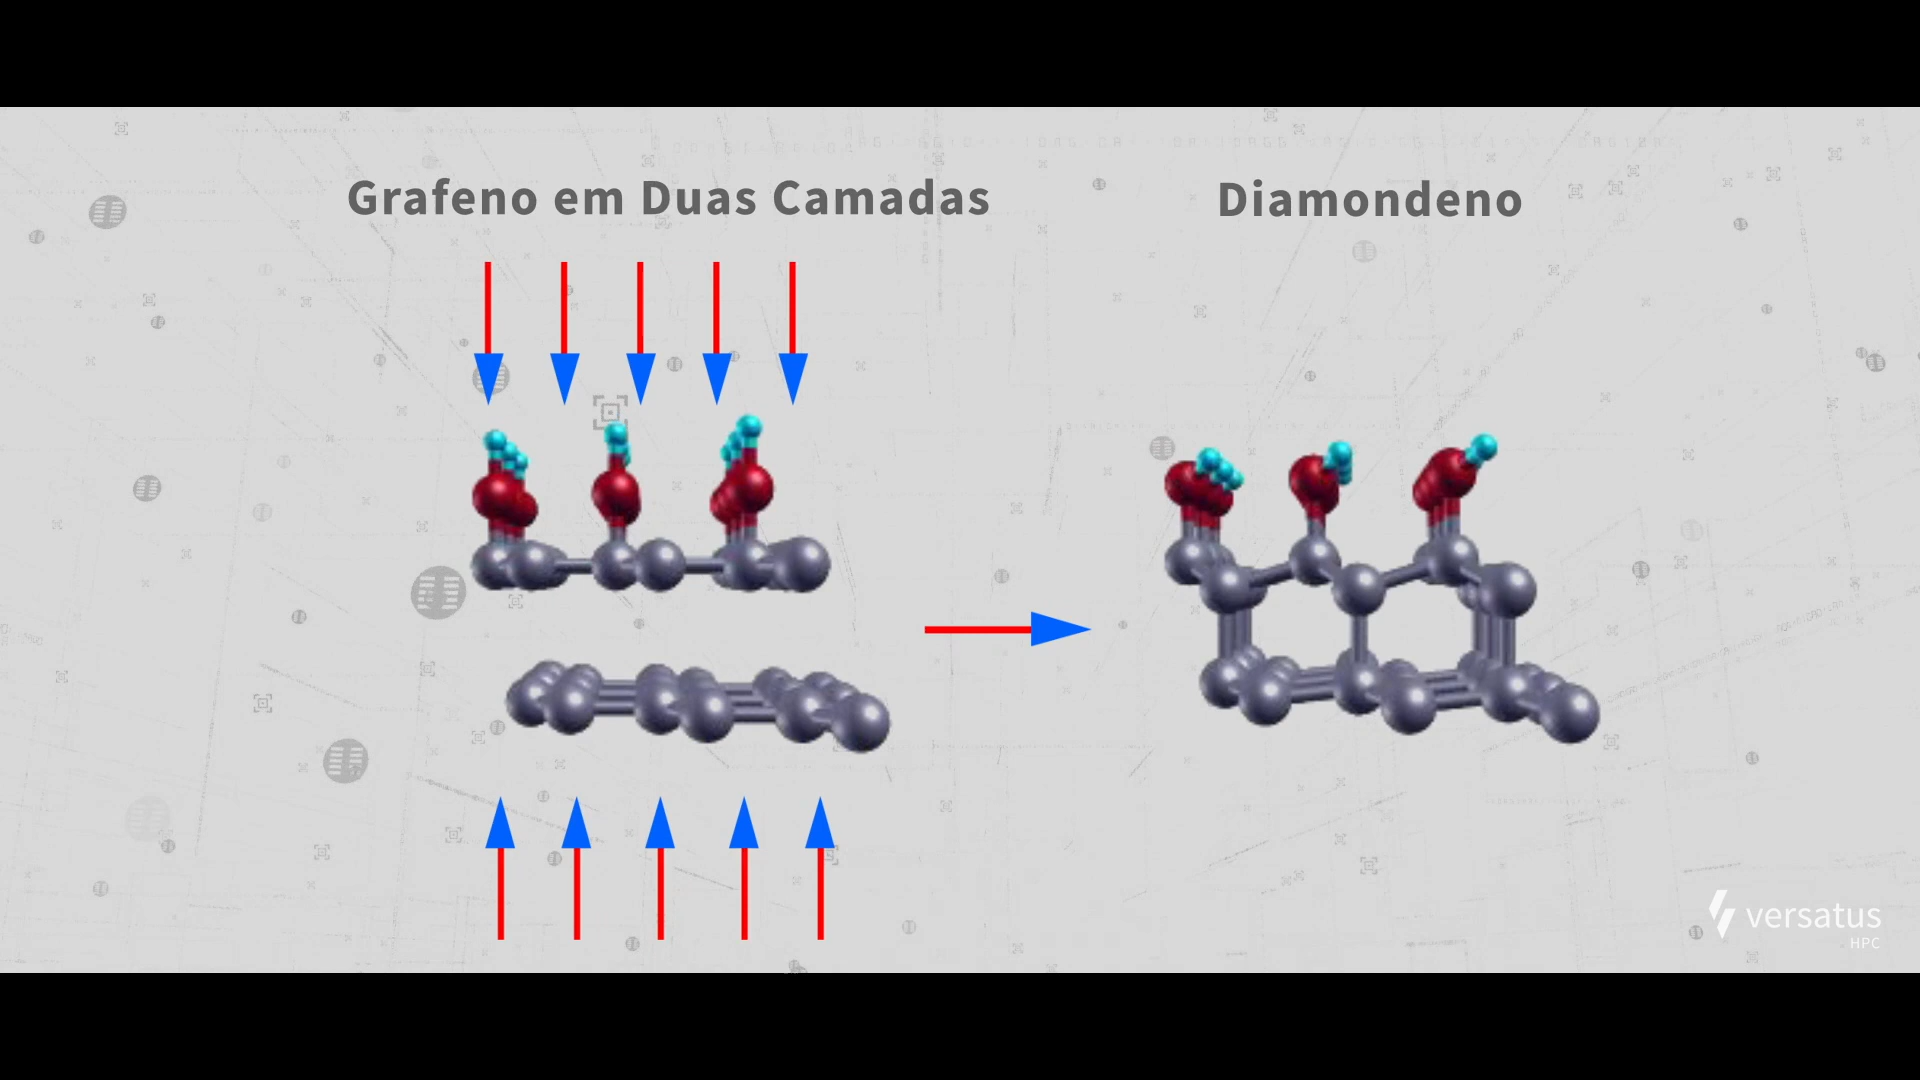 Grafeno em Duas Camadas
Diamondeno
versatus
HPC